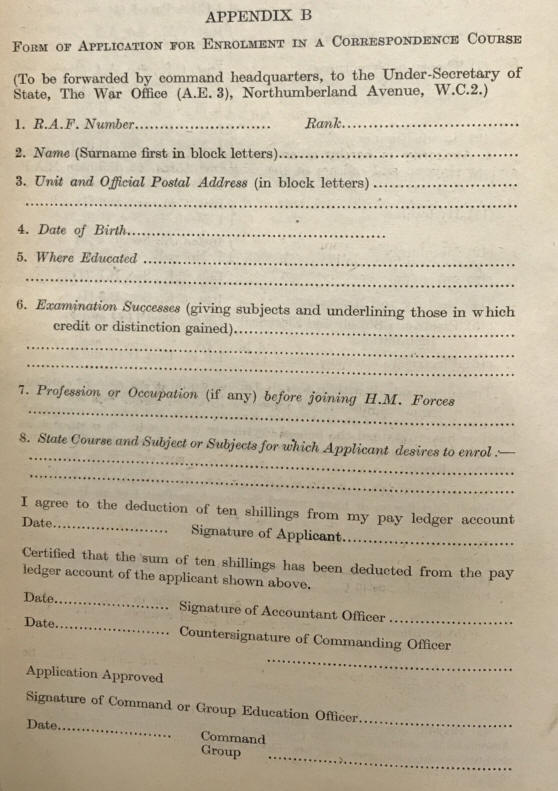 APPENDIX B
FORM OF APPLICATION FOR ENROLMENT IN A CORRESPONDENCE COURSE
(To be forwarded by command headquarters, to the Under-Secretary of
State, The War Office (A.E. 3), Northumberland Avenue, W.C.2.)
1. R.A.F. Number........................... Rank...................................
2. Name (Surname first in block letters)...............................................
3. Unit and Official Postal Address (in block letters) ............................
..................................................................................................
4. Date of Birth....................................................
5. Where Educated ...........................................................................
..................................................................................................
6. Examination Successes (giving subjects and underlining those in which
credit or distinction gained)........................................................
..................................................................................................
..................................................................................................
7. Profession or Occupation (if any) before joining H.M. Forces
..................................................................................................
8. State Course and Subject or Subjects for which Applicant desires to enrol :—
..................................................................................................
..................................................................................................
I agree to the deduction of ten shillings from my pay ledger account
Date....................... Signature of Applicant..................................
Certified that the sum of ten shillings has been deducted from the pay
ledger account of the applicant shown above.
Date....................... Signature of Accountant Officer ........................
Date....................... Countersignature of Commanding Officer
................................................
Application Approved
Signature of Command or Group Education Officer..............................
Date....................... Command
Group ................................................